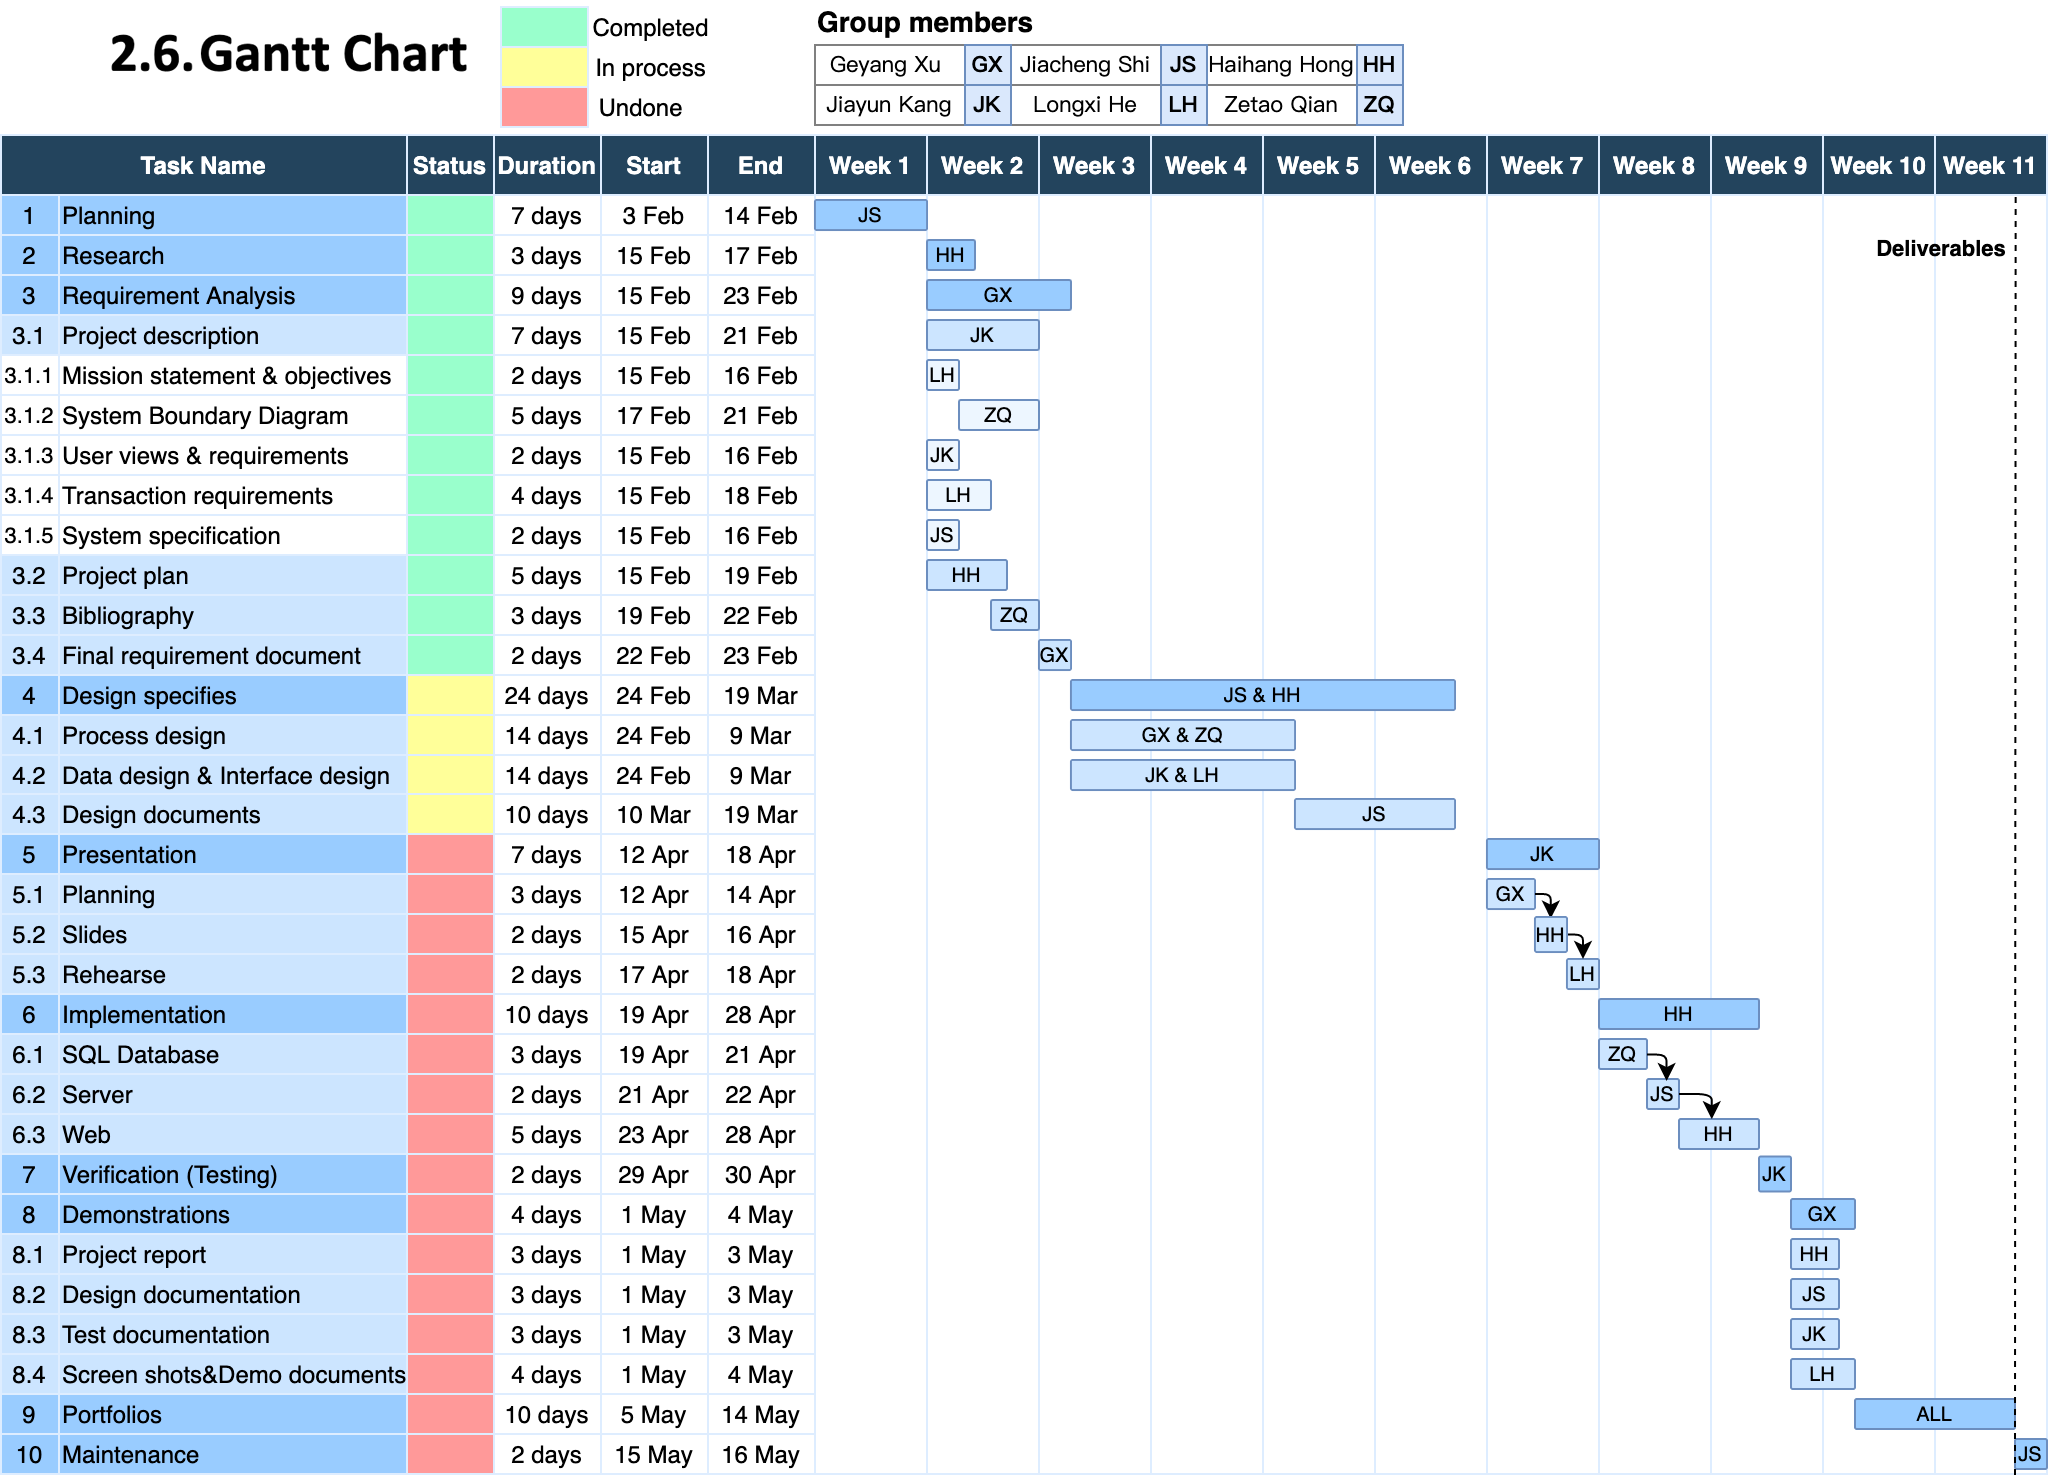 2.6. Gantt Chart
Completed
In process
Undone
Group members
Geyang Xu GX Jiacheng Shi JS Haihang Hong HH
Jiayun Kang JK Longxi He LH Zetao Qian ZQ
Task Name Status Duration Start End Week 1 Week 2 Week 3 Week 4 Week 5 Week 6 Week 7 Week 8 Week 9 Week 10 Week 11
1 Planning 7 days 3 Feb 14 Feb JS
Deliverables
2 Research 3 days 15 Feb 17 Feb HH
3 Requirement Analysis 9 days 15 Feb 23 Feb GX
3.1 Project description 7 days 15 Feb 21 Feb JK
3.1.1 Mission statement & objectives 2 days 15 Feb 16 Feb LH
3.1.2 System Boundary Diagram 5 days 17 Feb 21 Feb ZQ
3.1.3 User views & requirements 2 days 15 Feb 16 Feb JK
3.1.4 Transaction requirements 4 days 15 Feb 18 Feb LH
3.1.5 System specification 2 days 15 Feb 16 Feb JS
3.2 Project plan 5 days 15 Feb 19 Feb HH
3.3 Bibliography 3 days 19 Feb 22 Feb ZQ
3.4 Final requirement document 2 days 22 Feb 23 Feb GX
4 Design specifies 24 days 24 Feb 19 Mar JS & HH
4.1 Process design 14 days 24 Feb 9 Mar GX & ZQ
4.2 Data design & Interface design 14 days 24 Feb 9 Mar JK & LH
4.3 Design documents 10 days 10 Mar 19 Mar JS
5 Presentation 7 days 12 Apr 18 Apr JK
5.1 Planning 3 days 12 Apr 14 Apr GX
5.2 Slides 2 days 15 Apr 16 Apr HH
5.3 Rehearse 2 days 17 Apr 18 Apr LH
6 Implementation 10 days 19 Apr 28 Apr HH
6.1 SQL Database 3 days 19 Apr 21 Apr ZQ
6.2 Server 2 days 21 Apr 22 Apr JS
6.3 Web 5 days 23 Apr 28 Apr HH
7 Verification (Testing) 2 days 29 Apr 30 Apr JK
8 Demonstrations 4 days 1 May 4 May GX
8.1 Project report 3 days 1 May 3 May HH
8.2 Design documentation 3 days 1 May 3 May JS
8.3 Test documentation 3 days 1 May 3 May JK
8.4 Screen shots&Demo documents 4 days 1 May 4 May LH
9 Portfolios 10 days 5 May 14 May ALL
10 Maintenance 2 days 15 May 16 May JS